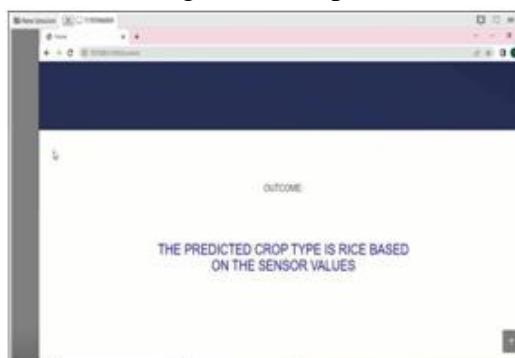 OUTCOME:
THE PREDICTED CROP TYPE IS RICE BASED
ON THE SENSOR VALUES